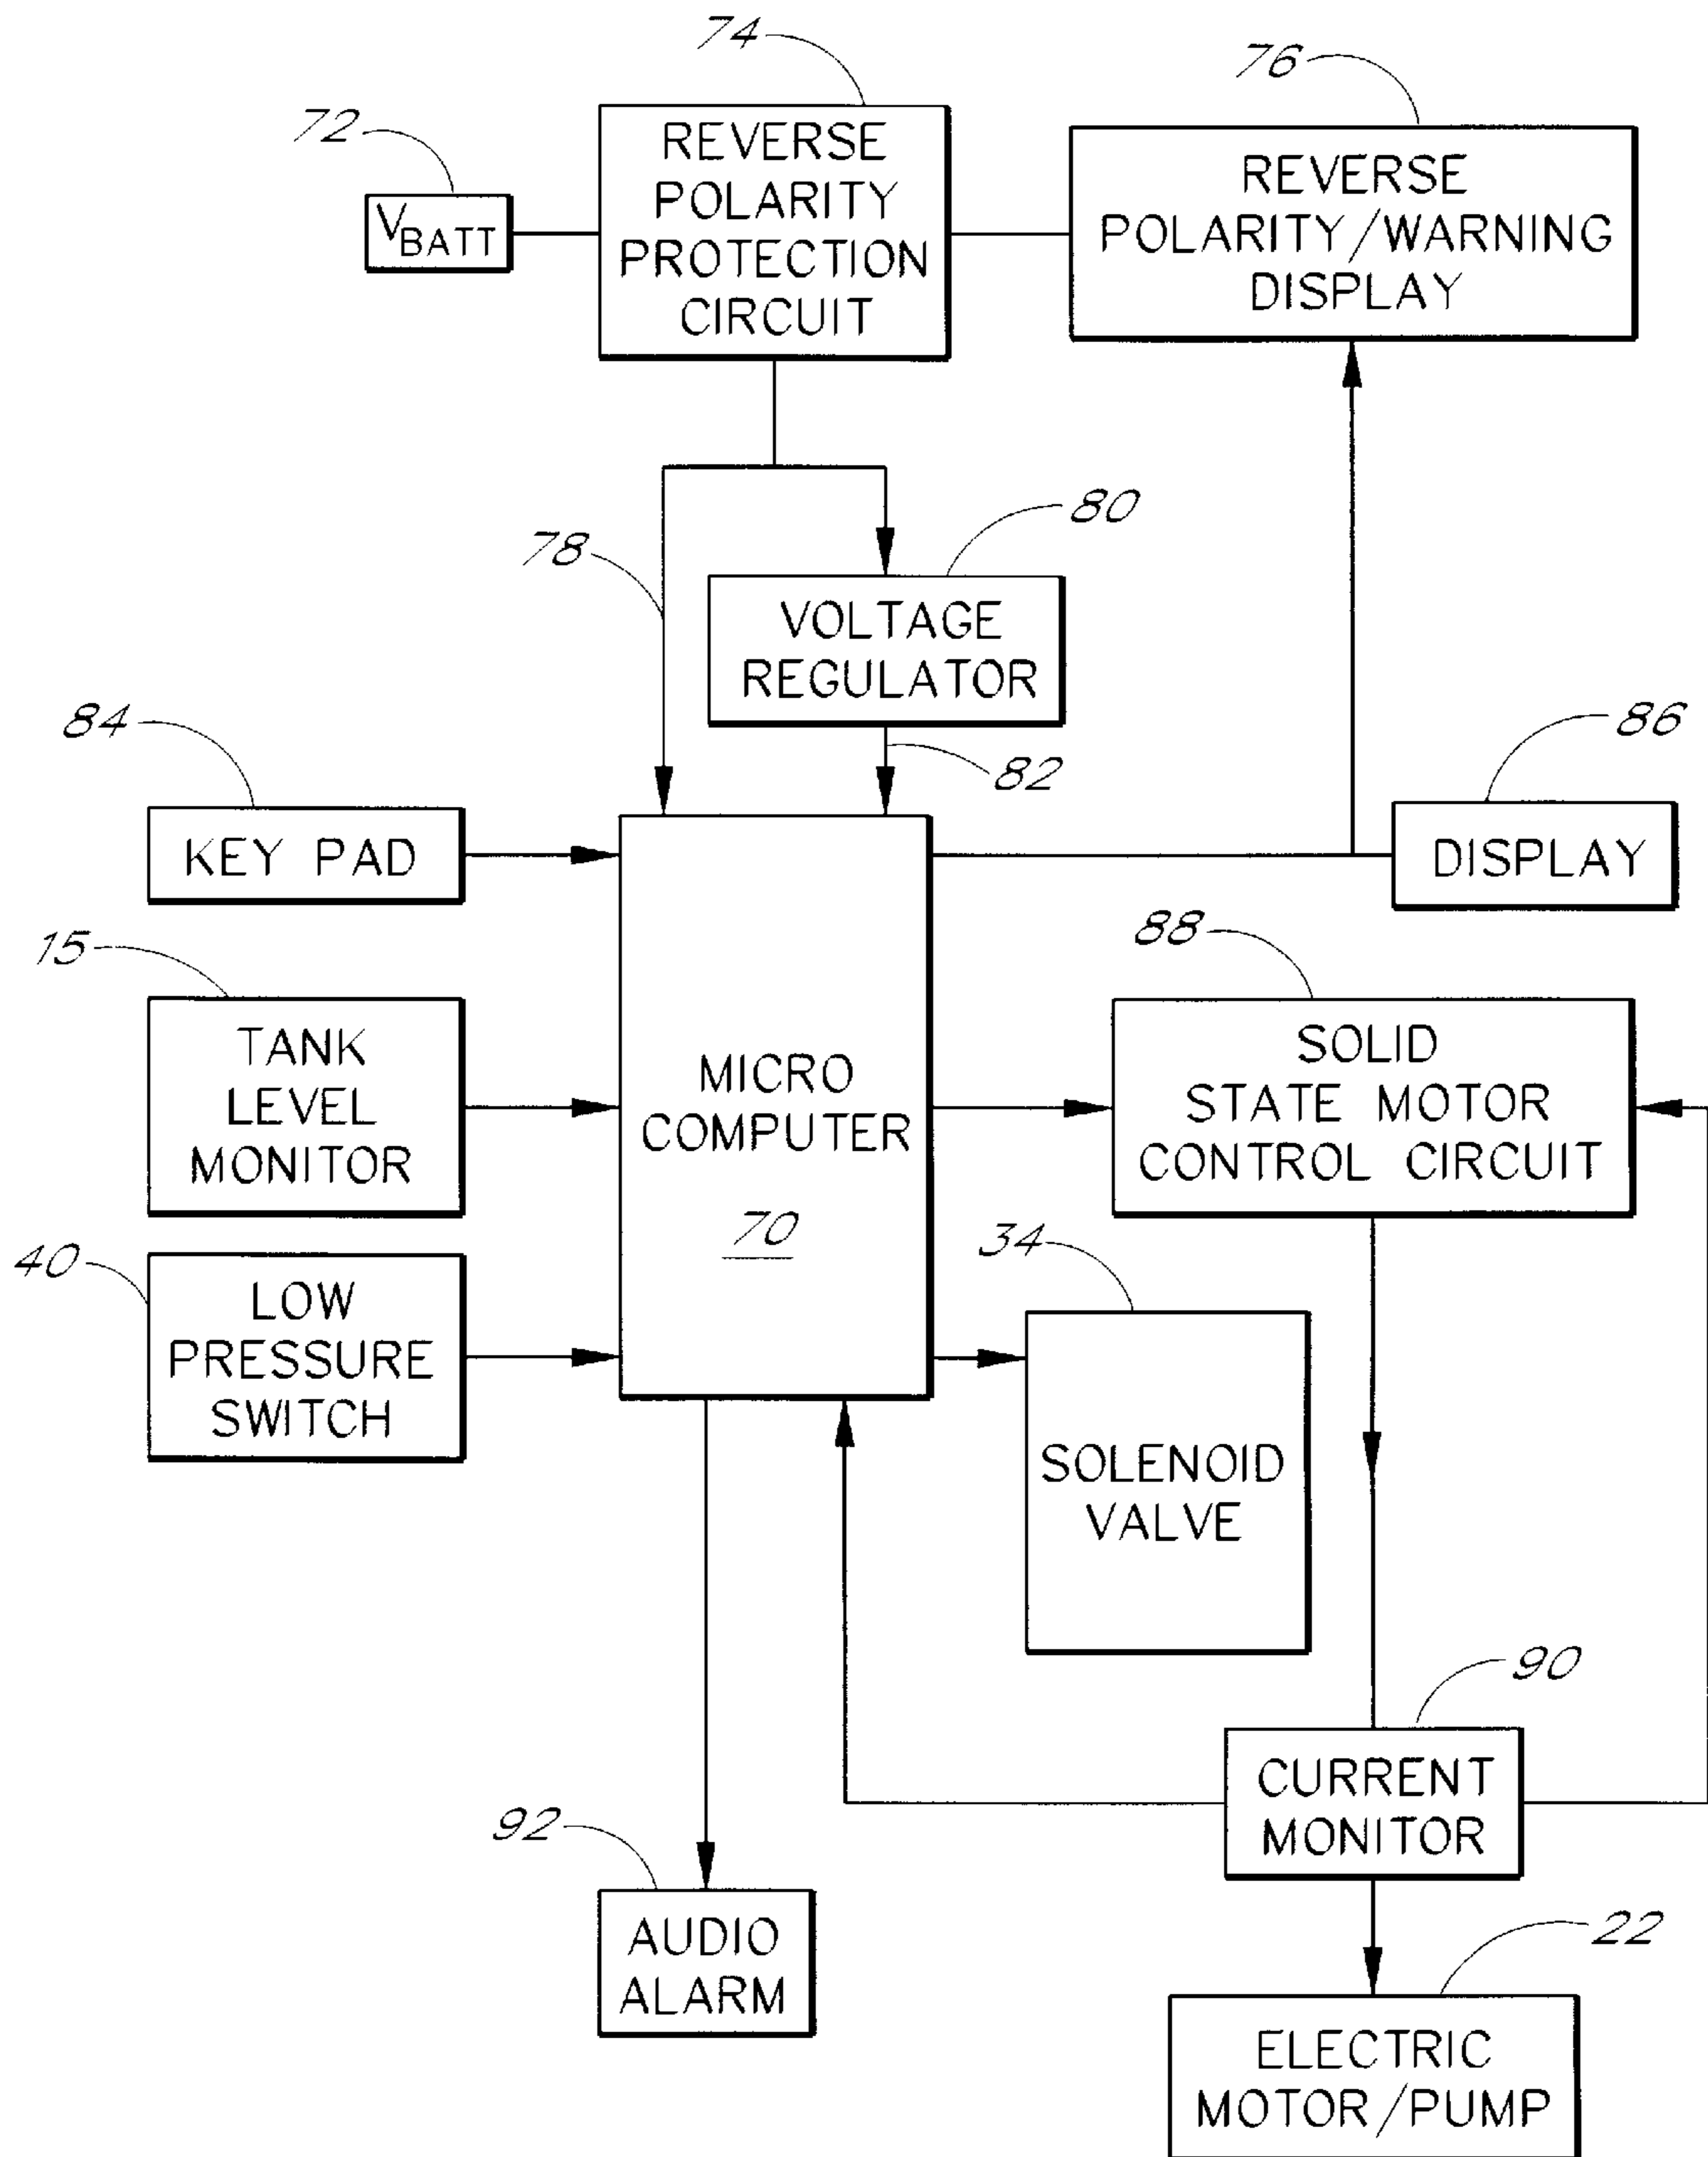 74
76
72
REVERSE
POLARITY
PROTECTION
CIRCUIT
REVERSE
POLARITY/WARNING
DISPLAY
VBATT
80
78
VOLTAGE
REGULATOR
84
86
82
KEY PAD
DISPLAY
15
88
TANK
LEVEL
MONITOR
MICRO
COMPUTER
70
SOLID
STATE MOTOR
CONTROL CIRCUIT
40
34
LOW
PRESSURE
SWITCH
SOLENOID
VALVE
90
CURRENT
MONITOR
92
AUDIO
ALARM
22
ELECTRIC
MOTOR/PUMP